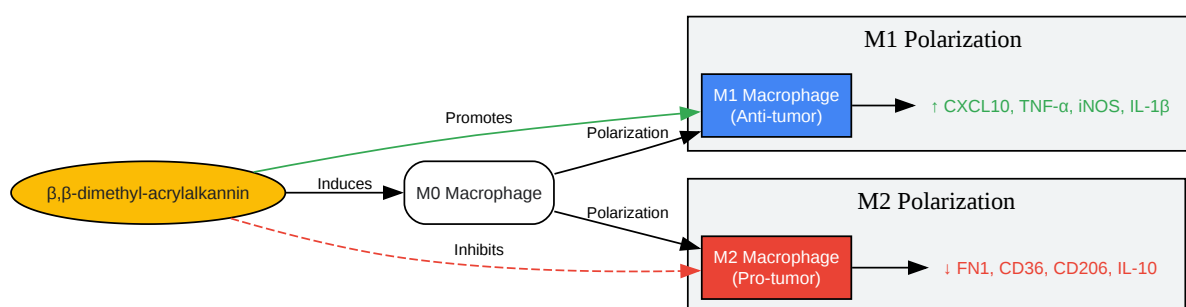 M1 Polarization
M1 Macrophage
(Anti-tumor)
↑ CXCL10, TNF-α, iNOS, IL-1β
Promotes
Polarization
β,β-dimethyl-acrylalkannin
Induces
M0 Macrophage
Polarization
Inhibits
M2 Polarization
M2 Macrophage
(Pro-tumor)
↓ FN1, CD36, CD206, IL-10